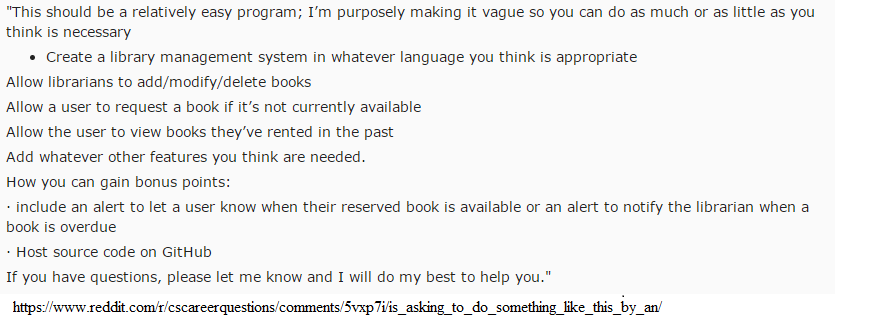 "This should be a relatively easy program; I’m purposely making it vague so you can do as much or as little as you
think is necessary
• Create a library management system in whatever language you think is appropriate
Allow librarians to add/modify/delete books
Allow a user to request a book if it’s not currently available
Allow the user to view books they’ve rented in the past
Add whatever other features you think are needed.
How you can gain bonus points:
· include an alert to let a user know when their reserved book is available or an alert to notify the librarian when a
book is overdue
· Host source code on GitHub
If you have questions, please let me know and I will do my best to help you."
https://www.reddit.com/r/cscareerquestions/comments/5vxp7i/is_asking_to_do_something_like_this_by_an/